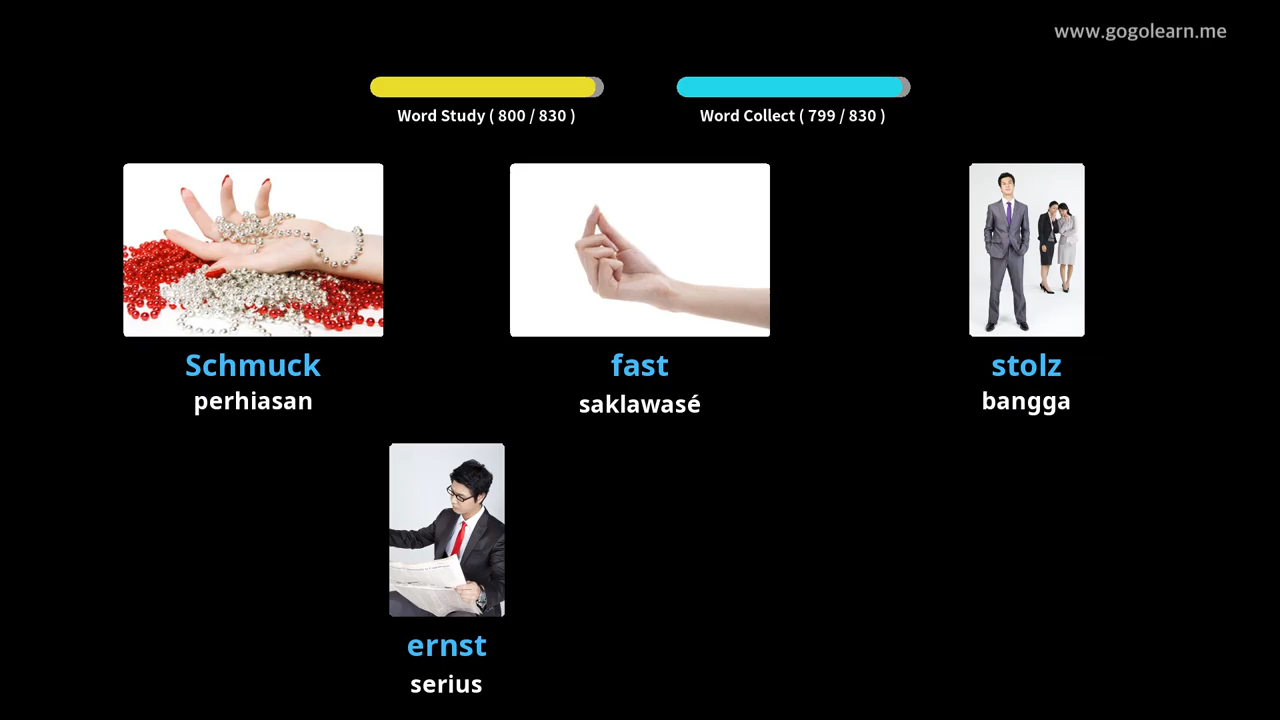 www.gogolearn.me
Word Study ( 800 / 830 )
Word Collect ( 799 / 830 )
Schmuck
perhiasan
fast
saklawasé
stolz
bangga
ernst
serius